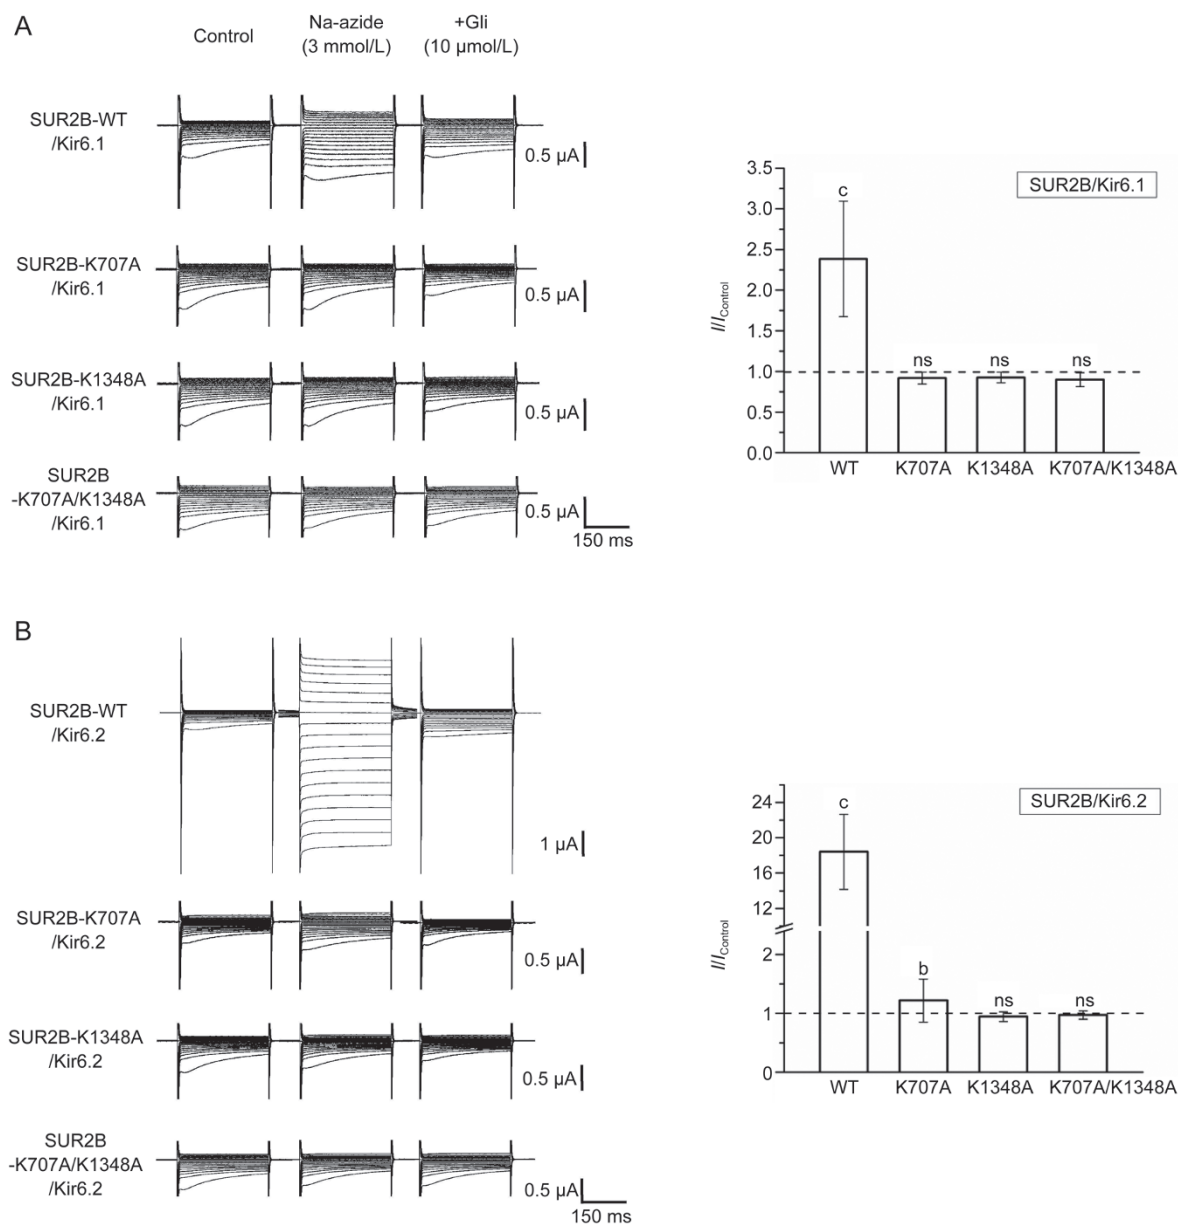 A
Control
Na-azide
(3 mmol/L)
+Gli
(10 µmol/L)
SUR2B-WT
/Kir6.1
0.5 µA
SUR2B-K707A
/Kir6.1
0.5 µA
SUR2B-K1348A
/Kir6.1
0.5 µA
SUR2B
-K707A/K1348A
/Kir6.1
0.5 µA
150 ms
SUR2B/Kir6.1
I/IControl
3.5
3.0
2.5
2.0
1.5
1.0
0.5
0.0
c
ns
ns
ns
WT
K707A
K1348A
K707A/K1348A
B
SUR2B-WT
/Kir6.2
1 µA
SUR2B-K707A
/Kir6.2
0.5 µA
SUR2B-K1348A
/Kir6.2
0.5 µA
SUR2B
-K707A/K1348A
/Kir6.2
0.5 µA
150 ms
SUR2B/Kir6.2
I/IControl
24
20
18
16
12
2
1
0
c
b
ns
ns
WT
K707A
K1348A
K707A/K1348A